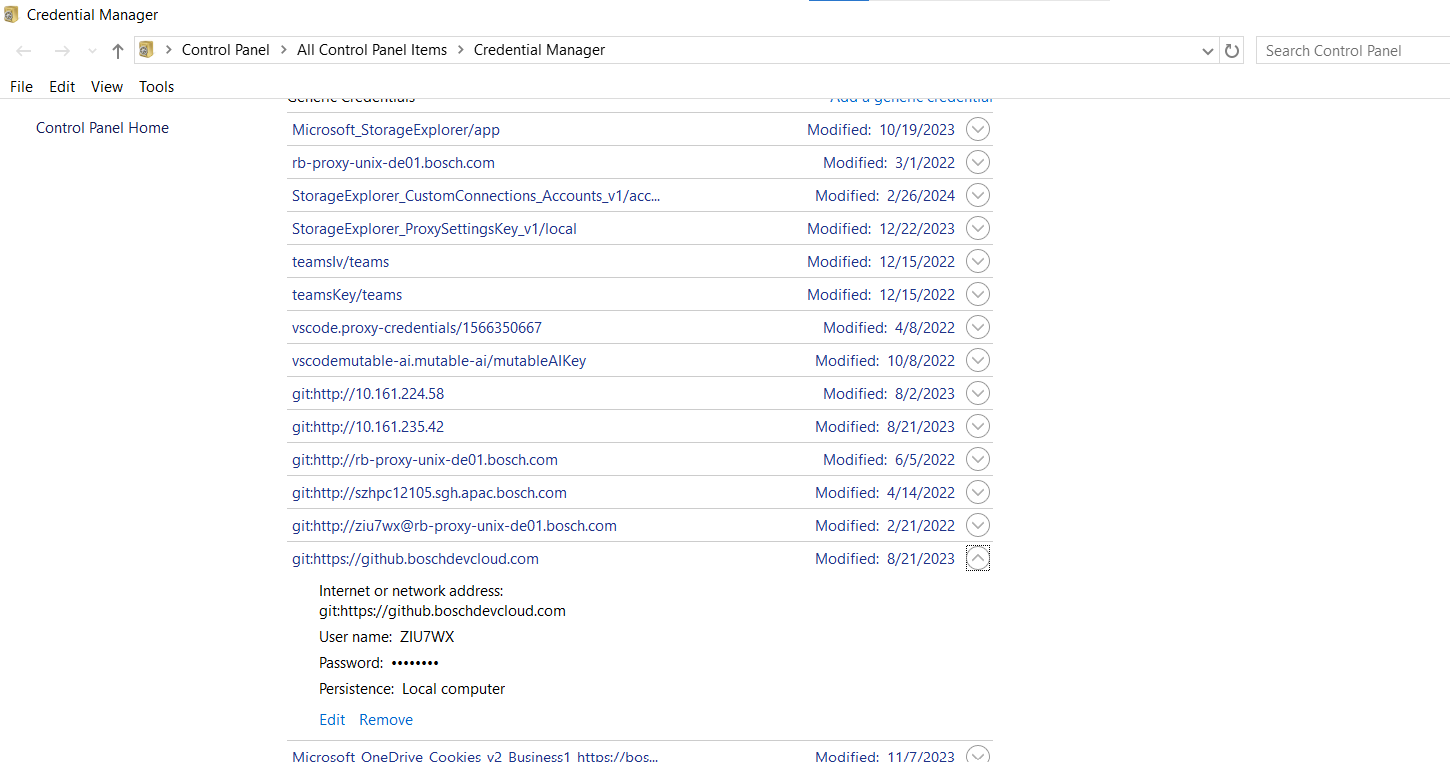 Credential Manager
Control Panel > All Control Panel Items > Credential Manager
Search Control Panel
File Edit View Tools
Generic Credentials Add a generic credential
Control Panel Home
Microsoft_StorageExplorer/app Modified: 10/19/2023
rb-proxy-unix-de01.bosch.com Modified: 3/1/2022
StorageExplorer_CustomConnections_Accounts_v1/acc... Modified: 2/26/2024
StorageExplorer_ProxySettingsKey_v1/local Modified: 12/22/2023
teamsIv/teams Modified: 12/15/2022
teamsKey/teams Modified: 12/15/2022
vscode.proxy-credentials/1566350667 Modified: 4/8/2022
vscodemutable-ai.mutable-ai/mutableAIKey Modified: 10/8/2022
git:http://10.161.224.58 Modified: 8/2/2023
git:http://10.161.235.42 Modified: 8/21/2023
git:http://rb-proxy-unix-de01.bosch.com Modified: 6/5/2022
git:http://szhpc12105.sgh.apac.bosch.com Modified: 4/14/2022
git:http://ziu7wx@rb-proxy-unix-de01.bosch.com Modified: 2/21/2022
git:https://github.boschdevcloud.com Modified: 8/21/2023
Internet or network address:
git:https://github.boschdevcloud.com
User name: ZIU7WX
Password: ••••••••
Persistence: Local computer
Edit Remove
Microsoft_OneDrive_Cookies_v2_Business1_https://bos... Modified: 11/7/2023